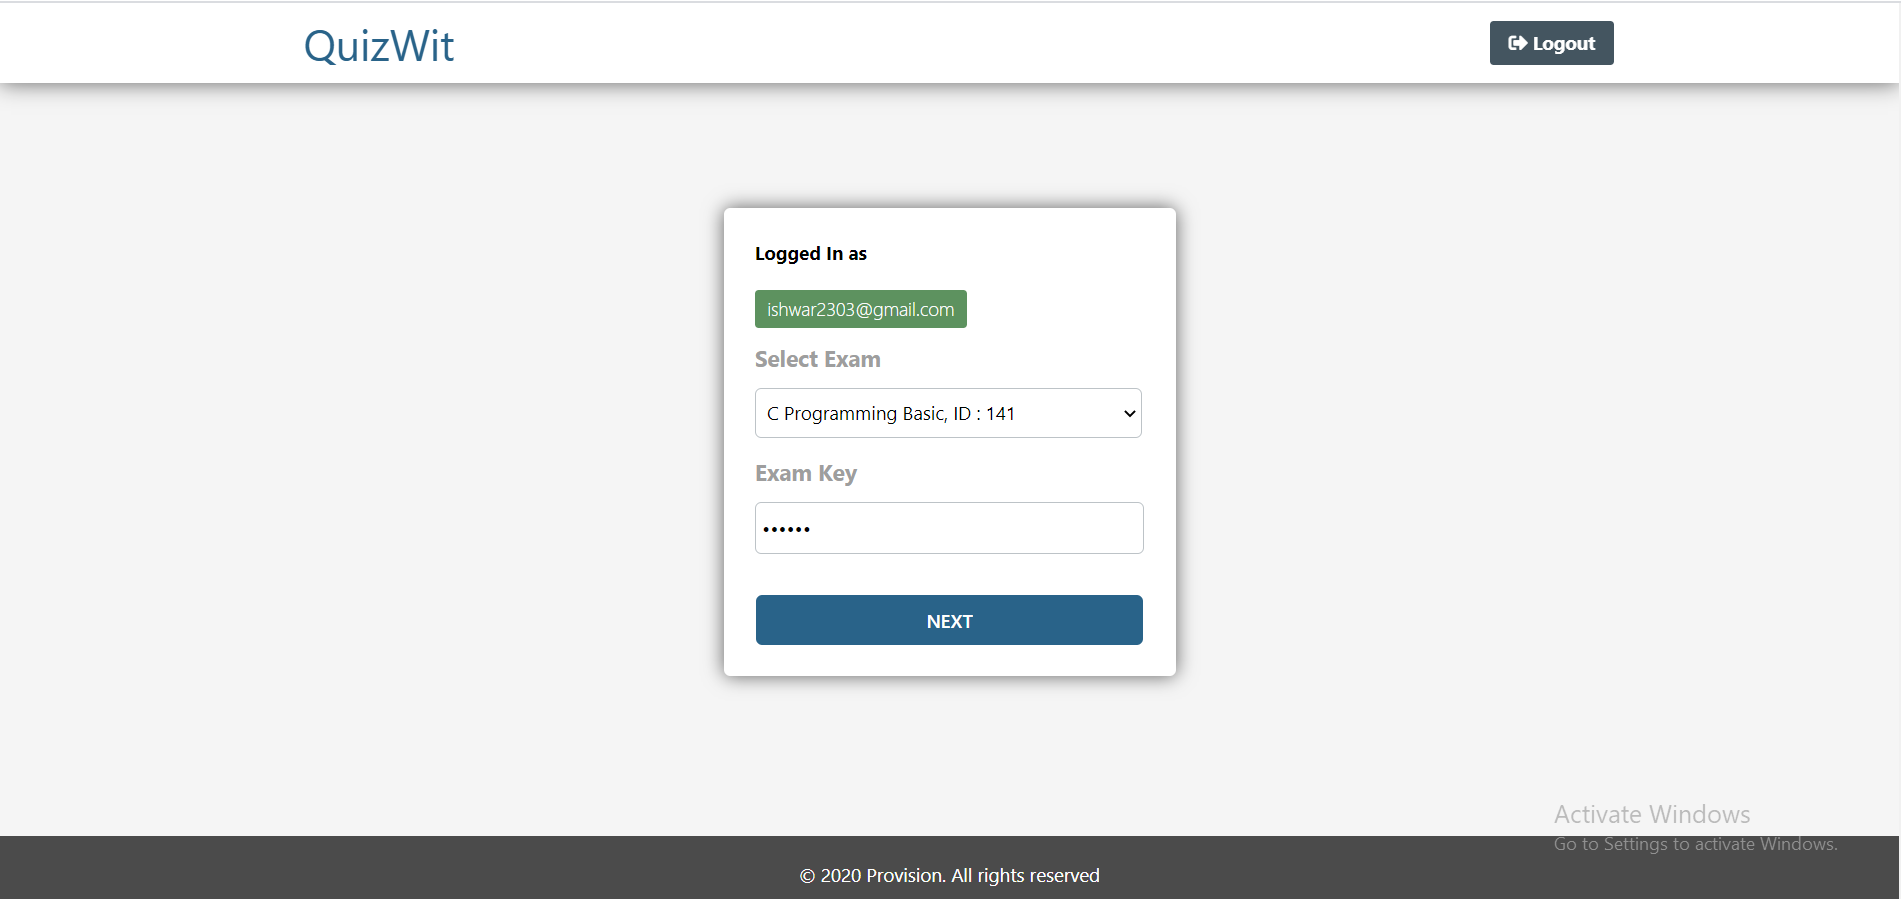 QuizWit
Logout
Logged In as
ishwar2303@gmail.com
Select Exam
C Programming Basic, ID : 141
Exam Key
••••••
NEXT
Activate Windows
Go to Settings to activate Windows.
© 2020 Provision. All rights reserved